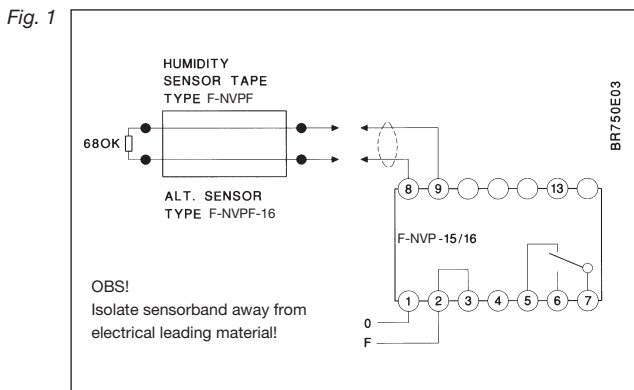 Fig. 1
HUMIDITY
SENSOR TAPE
TYPE F-NVPF
680K
ALT. SENSOR
TYPE F-NVPF-16
BR750E03
8 9 13
F-NVP -15/16
1 2 3 4 5 6 7
0
F
OBS!
Isolate sensorband away from
electrical leading material!